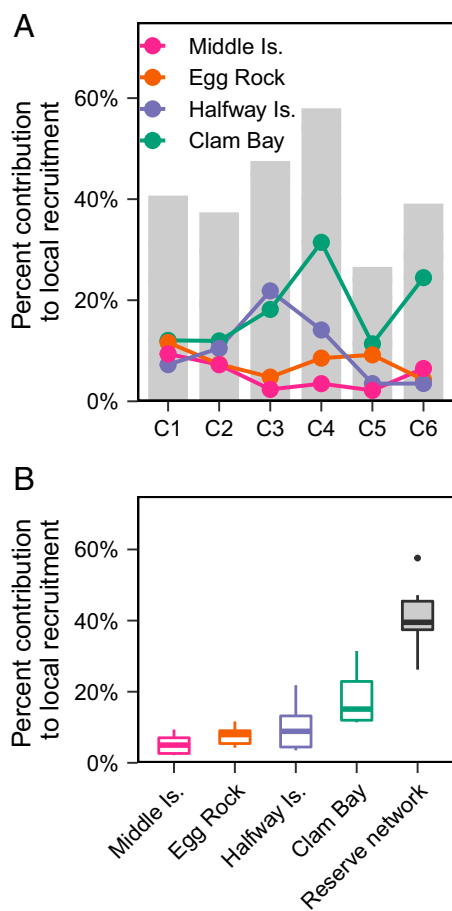 A
Percent contribution
to local recruitment
60%
40%
20%
0%
Middle Is.
Egg Rock
Halfway Is.
Clam Bay
C1 C2 C3 C4 C5 C6
B
Percent contribution
to local recruitment
60%
40%
20%
0%
Middle Is.
Egg Rock
Halfway Is.
Clam Bay
Reserve network